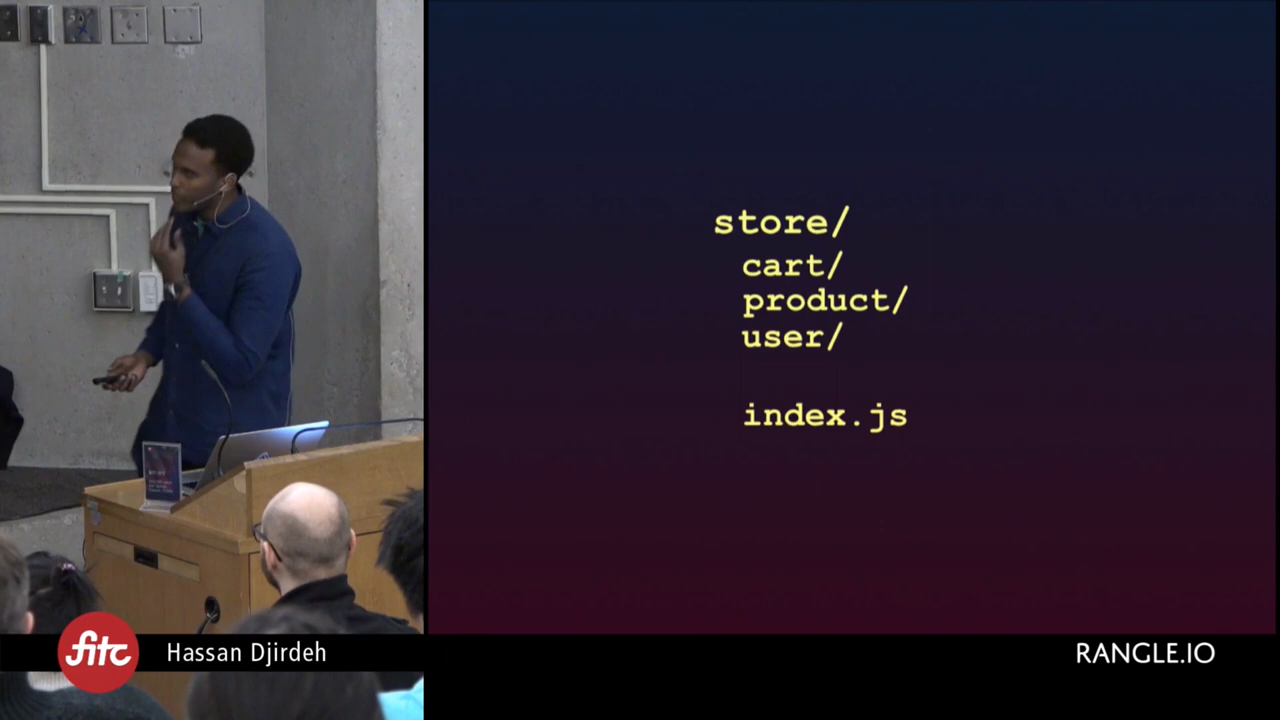 store/
cart/
product/
user/
index.js
fitc
Hassan Djirdeh
RANGLE.IO